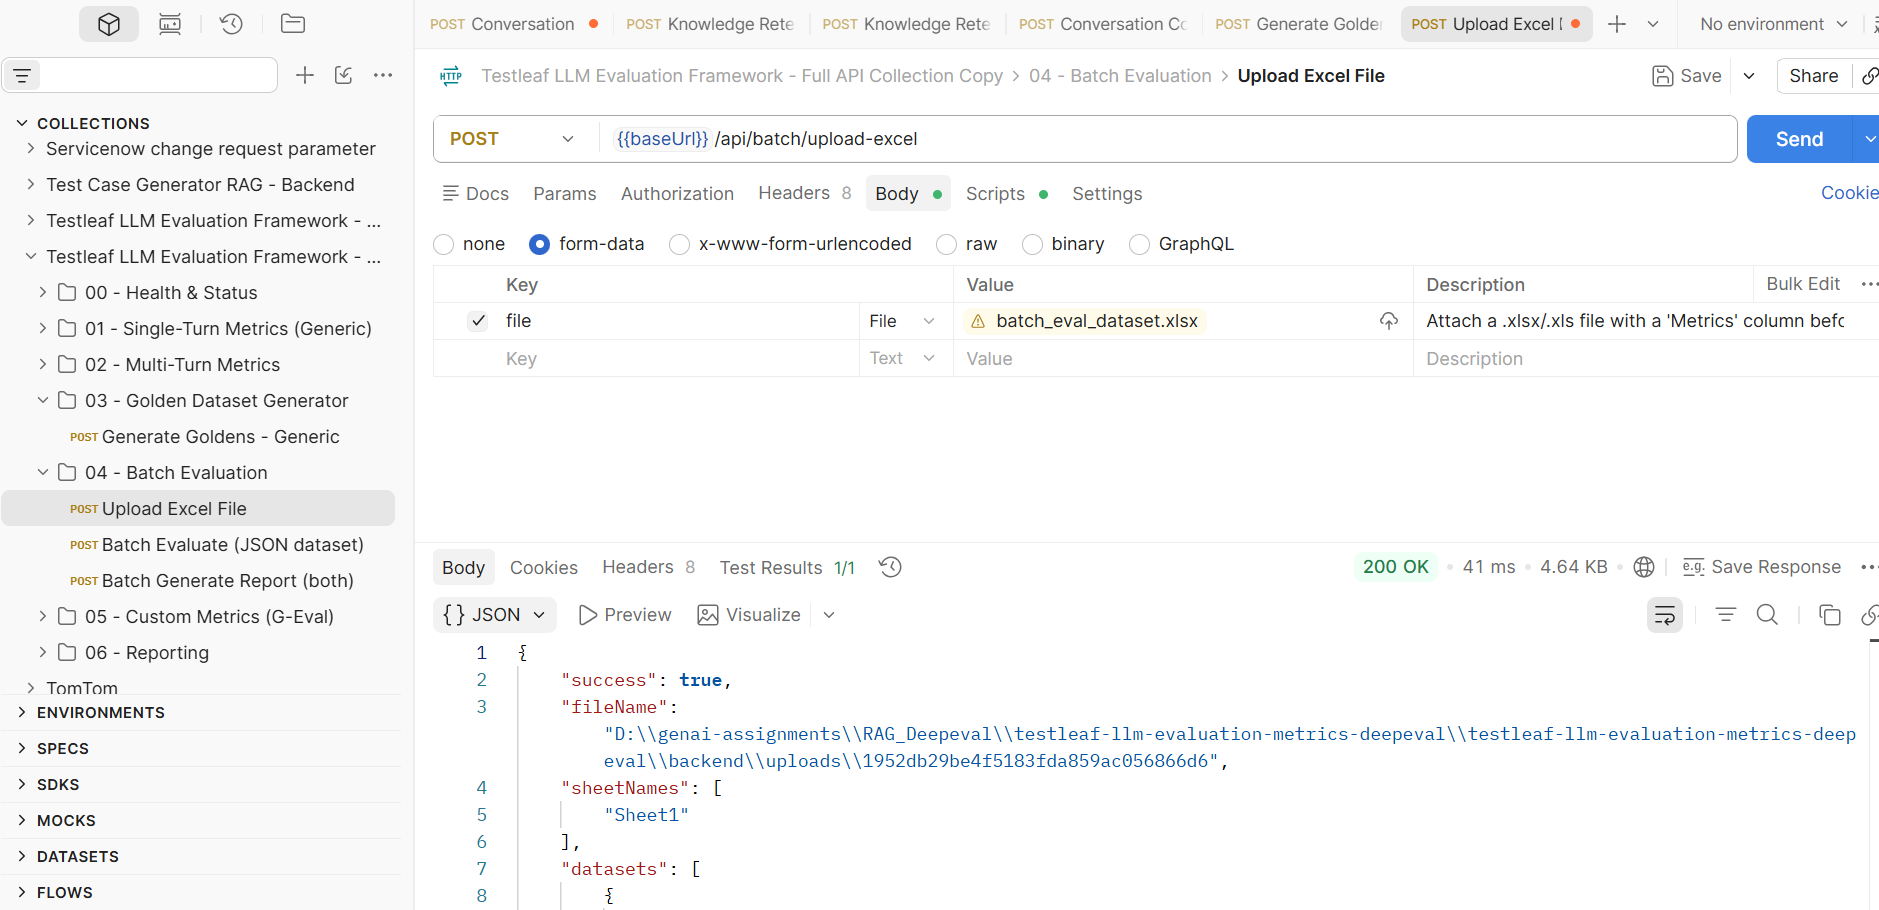 POST Conversation
POST Knowledge Rete
POST Knowledge Rete
POST Conversation Co
POST Generate Golder
POST Upload Excel
No environment
Testleaf LLM Evaluation Framework - Full API Collection Copy > 04 - Batch Evaluation > Upload Excel File
Save
Share
COLLECTIONS
Servicenow change request parameter
Test Case Generator RAG - Backend
Testleaf LLM Evaluation Framework - ...
Testleaf LLM Evaluation Framework - ...
00 - Health & Status
01 - Single-Turn Metrics (Generic)
02 - Multi-Turn Metrics
03 - Golden Dataset Generator
POST Generate Goldens - Generic
04 - Batch Evaluation
POST Upload Excel File
POST Batch Evaluate (JSON dataset)
POST Batch Generate Report (both)
05 - Custom Metrics (G-Eval)
06 - Reporting
TomTom
ENVIRONMENTS
SPECS
SDKS
MOCKS
DATASETS
FLOWS
HTTP
POST
{{baseUrl}} /api/batch/upload-excel
Send
Docs Params Authorization Headers 8 Body Scripts Settings
Cookie
none form-data x-www-form-urlencoded raw binary GraphQL
Key Value Description Bulk Edit
file File batch_eval_dataset.xlsx Attach a .xlsx/.xls file with a 'Metrics' column befo
Key Text Value Description
Body Cookies Headers 8 Test Results 1/1
200 OK 41 ms 4.64 KB e.g. Save Response
{} JSON Preview Visualize
1 {
2 "success": true,
3 "fileName":
"D:\\genai-assignments\\RAG_Deepeval\\testleaf-llm-evaluation-metrics-deepeval\\testleaf-llm-evaluation-metrics-deep
eval\\backend\\uploads\\1952db29be4f5183fda859ac056866d6",
4 "sheetNames": [
5 "Sheet1"
6 ],
7 "datasets": [
8 {